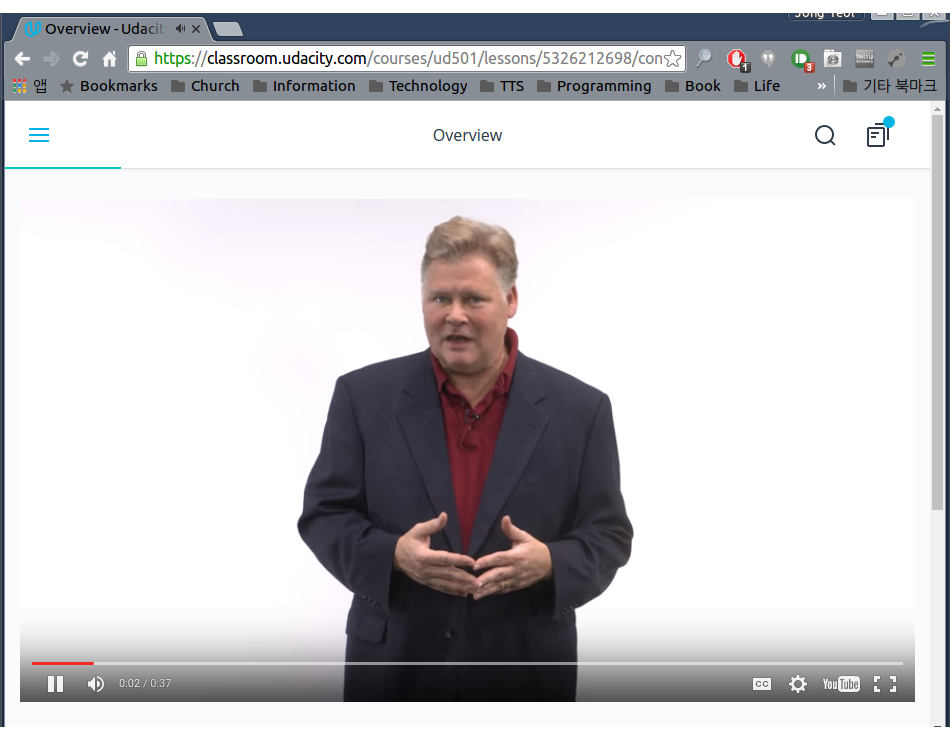 Jong Yeol
Overview - Udacit
https://classroom.udacity.com/courses/ud501/lessons/5326212698/con
1
3
앱 Bookmarks Church Information Technology TTS Programming Book Life » 기타 북마크
Overview
0:02 / 0:37
CC
YouTube